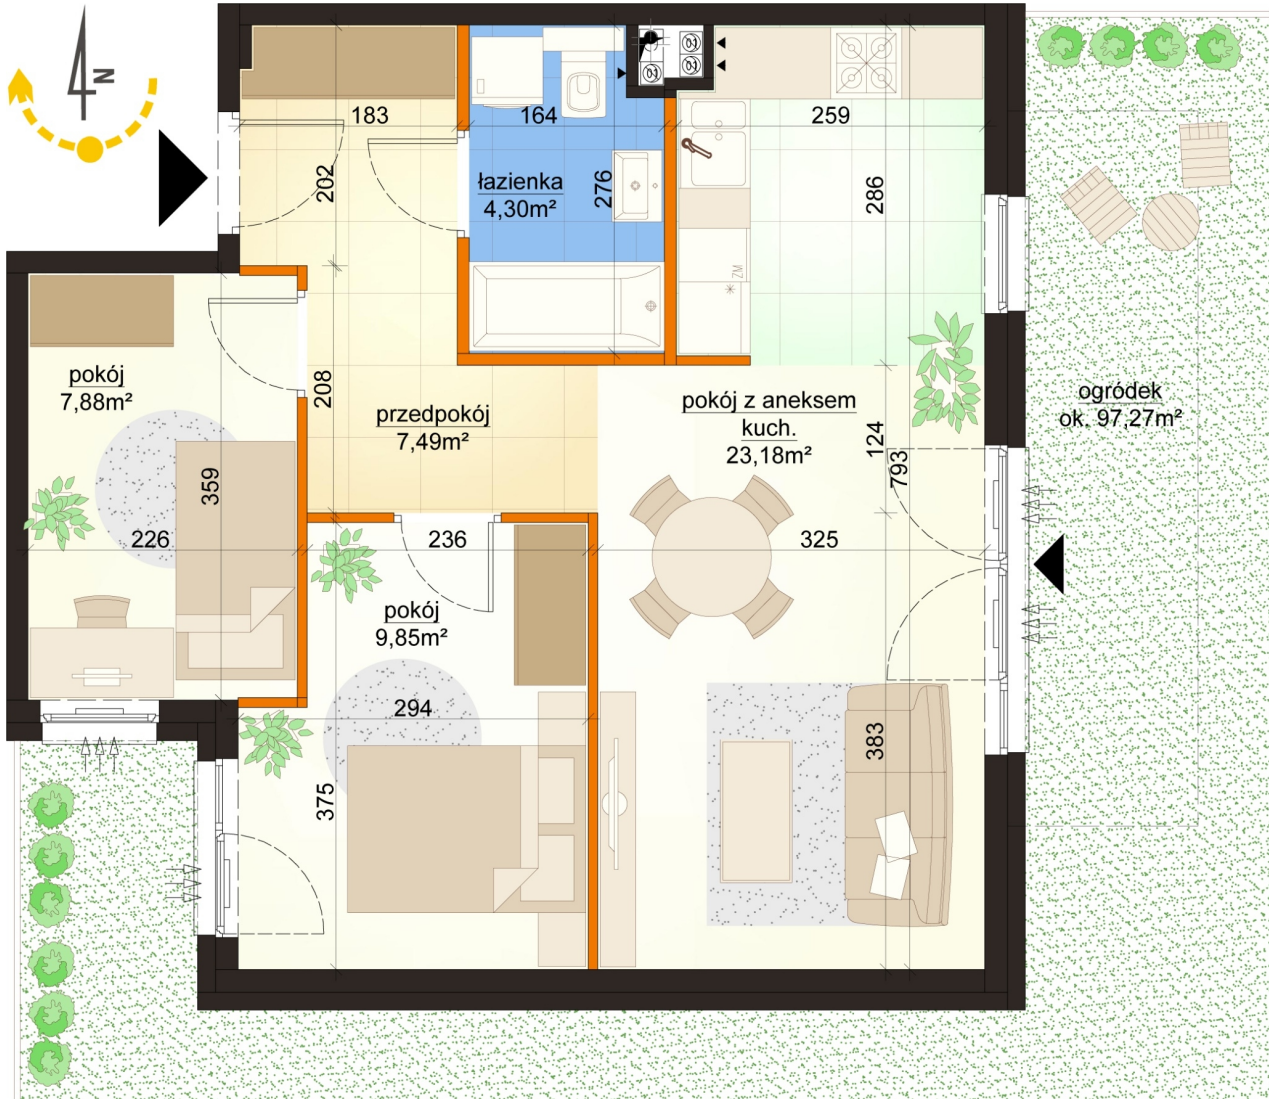 N
183
164
259
202
łazienka
4,30m²
276
286
ZM
pokój
7,88m²
208
przedpokój
7,49m²
pokój z aneksem
kuch.
23,18m²
124
793
ogródek
ok. 97,27m²
359
226
236
325
pokój
9,85m²
294
375
383